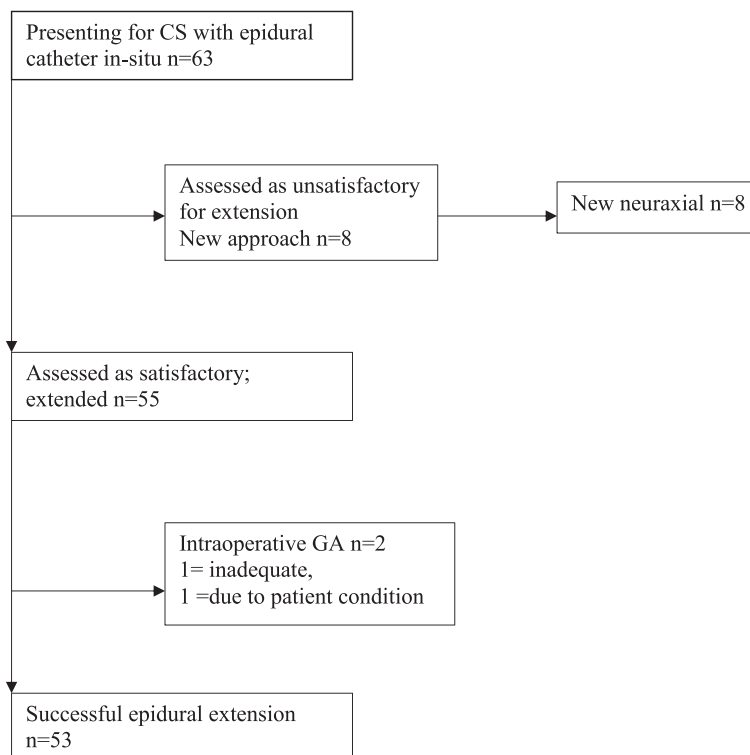 Presenting for CS with epidural
catheter in-situ n=63
Assessed as unsatisfactory
for extension
New approach n=8
New neuraxial n=8
Assessed as satisfactory;
extended n=55
Intraoperative GA n=2
1= inadequate,
1 =due to patient condition
Successful epidural extension
n=53